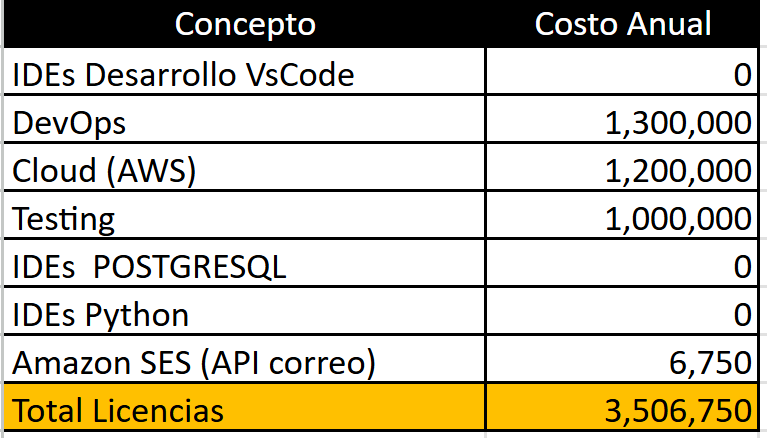 Concepto Costo Anual
IDEs Desarrollo VsCode 0
DevOps 1,300,000
Cloud (AWS) 1,200,000
Testing 1,000,000
IDEs  POSTGRESQL 0
IDEs Python 0
Amazon SES (API correo) 6,750
Total Licencias 3,506,750